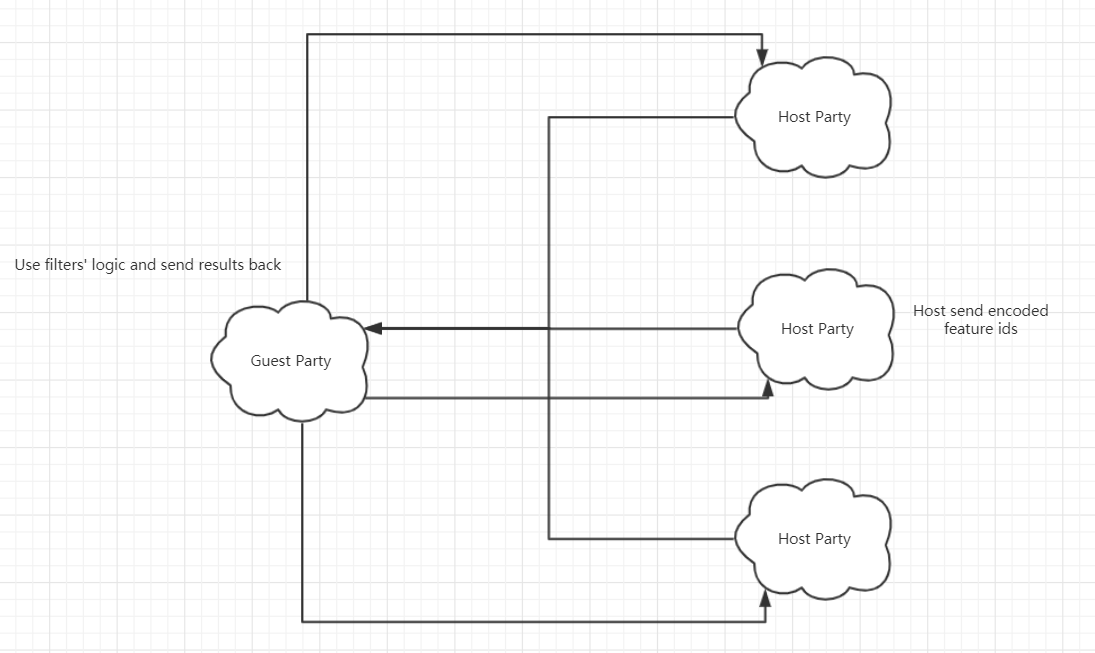 Host Party
Use filters' logic and send results back
Host Party
Host send encoded
feature ids
Guest Party
Host Party